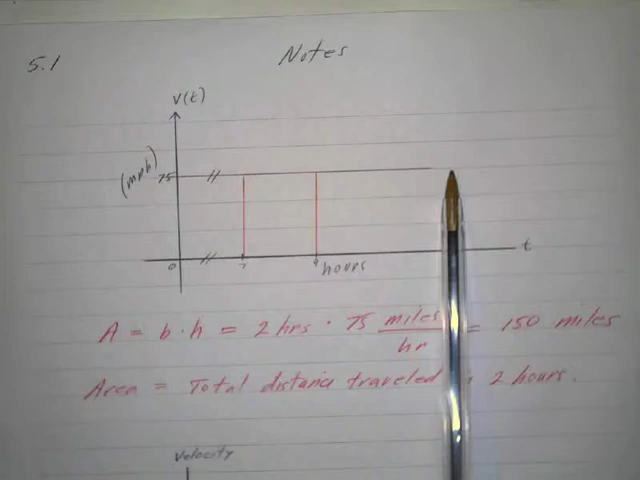 5.1
Notes
V(t)
(mph)
75
0
9
hours
t
A = b · h = 2 hrs · 75 miles/hr = 150 miles
Area = Total distance traveled 2 hours.
Velocity